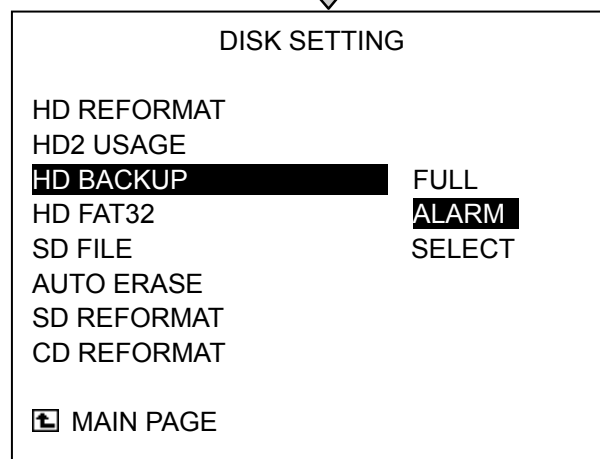 DISK SETTING
HD REFORMAT
HD2 USAGE
HD BACKUP FULL
HD FAT32 ALARM
SD FILE SELECT
AUTO ERASE
SD REFORMAT
CD REFORMAT
MAIN PAGE